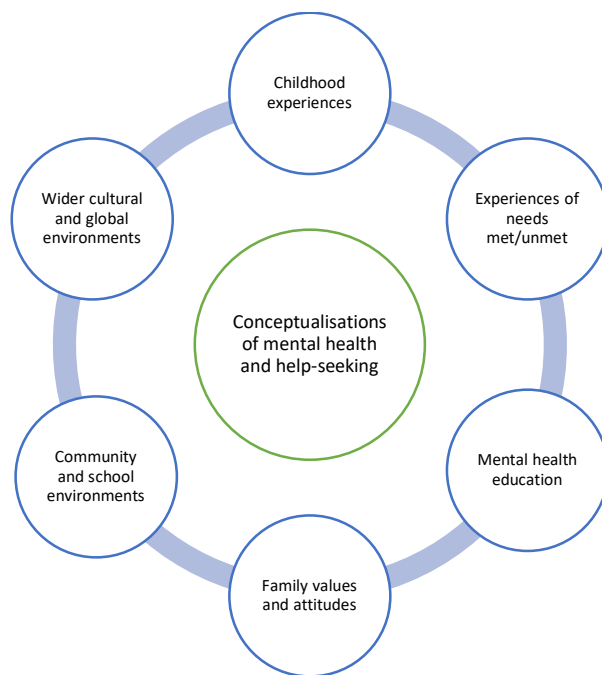 Childhood
experiences
Wider cultural
and global
environments
Experiences of
needs
met/unmet
Conceptualisations
of mental health
and help-seeking
Community
and school
environments
Mental health
education
Family values
and attitudes